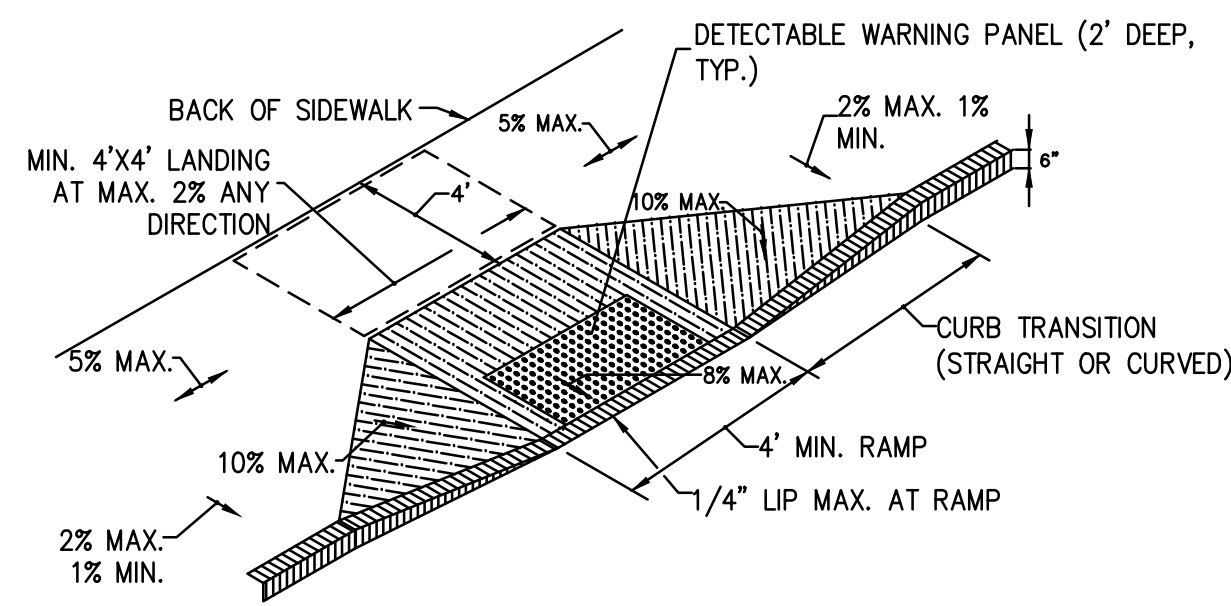 DETECTABLE WARNING PANEL (2' DEEP,
TYP.)
BACK OF SIDEWALK
5% MAX.
2% MAX. 1%
MIN.
6"
MIN. 4'X4' LANDING
AT MAX. 2% ANY
DIRECTION
4'
10% MAX.
CURB TRANSITION
(STRAIGHT OR CURVED)
5% MAX.
8% MAX.
4' MIN. RAMP
10% MAX.
1/4" LIP MAX. AT RAMP
2% MAX.
1% MIN.